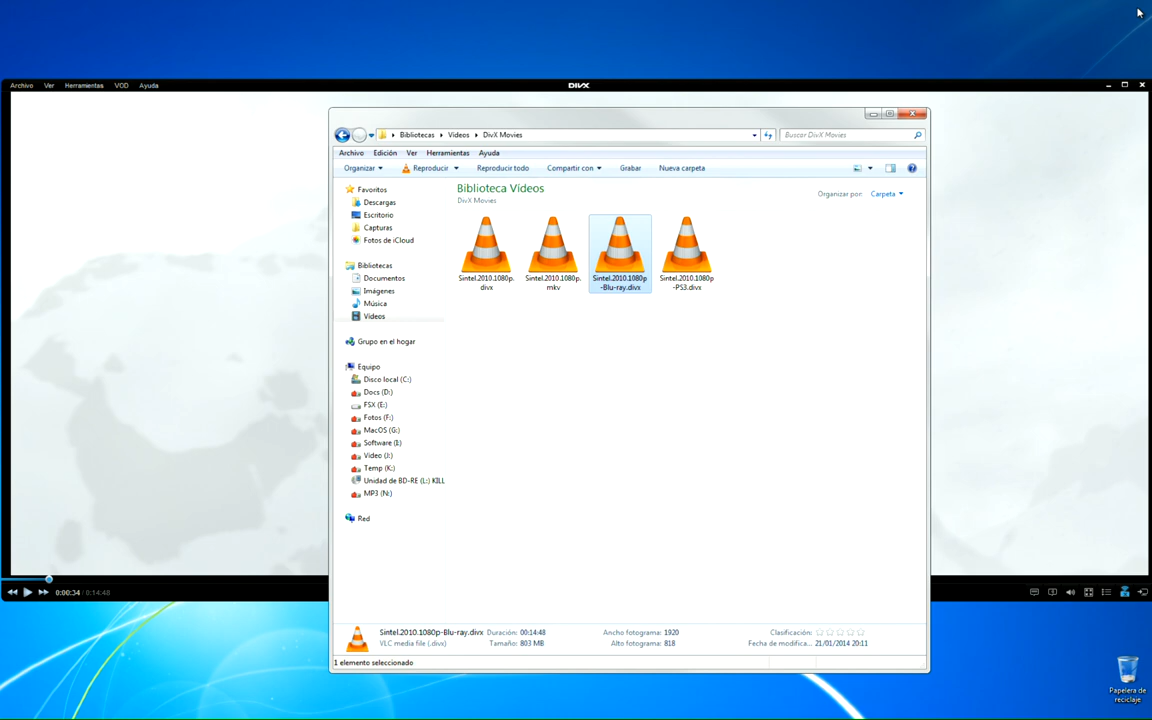 Archivo Ver Herramientas VOD Ayuda
DIVX
Bibliotecas Videos DivX Movies
Buscar DivX Movies
Archivo Edición Ver Herramientas Ayuda
Organizar Reproducir Reproducir todo Compartir con Grabar Nueva carpeta
Favoritos
Descargas
Escritorio
Capturas
Fotos de iCloud
Bibliotecas
Documentos
Imágenes
Música
Vídeos
Grupo en el hogar
Equipo
Disco local (C:)
Docs (D:)
FSX (E:)
Fotos (F:)
MacOS (G:)
Software (I:)
Video (J:)
Temp (K:)
Unidad de BD-RE (L:) KILL
MP3 (N:)
Red
Biblioteca Vídeos
DivX Movies
Organizar por: Carpeta
Sintel.2010.1080p.
divx
Sintel.2010.1080p.
mkv
Sintel.2010.1080p
-Blu-ray.divx
Sintel.2010.1080p
-PS3.divx
0:00:34 / 0:14:48
Sintel.2010.1080p-Blu-ray.divx Duración: 00:14:48 Ancho fotograma: 1920 Clasificación:
VLC media file (.divx) Tamaño: 803 MB Alto fotograma: 818 Fecha de modifica... 21/01/2014 20:11
1 elemento seleccionado
Papelera de
reciclaje